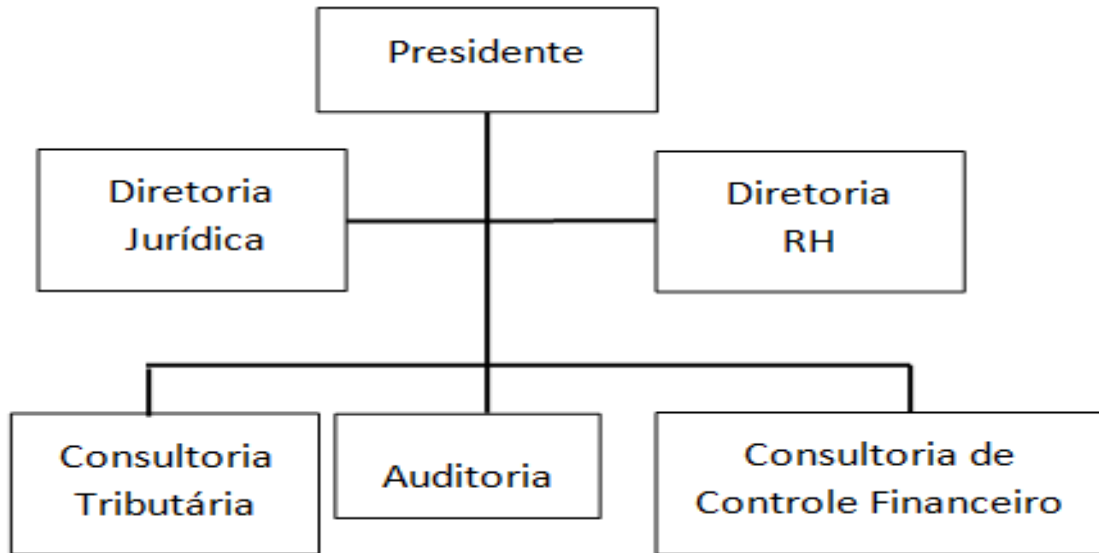 Presidente
Diretoria
Jurídica
Diretoria
RH
Consultoria
Tributária
Auditoria
Consultoria de
Controle Financeiro